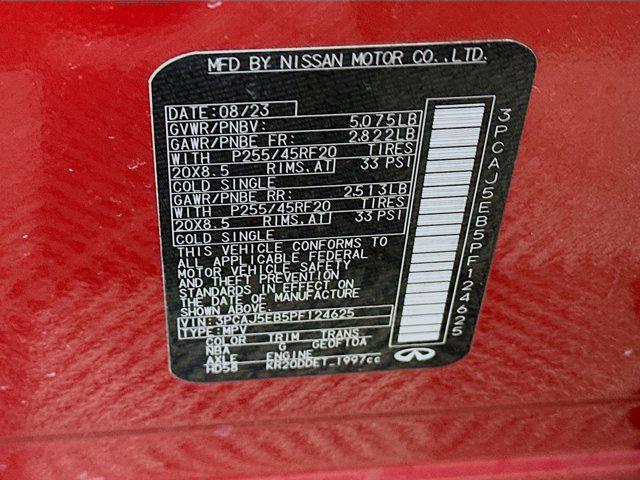 MFD BY NISSAN MOTOR CO.,LTD.
DATE:08/23
GVWR/PNBV: 5,075LB
GAWR/PNBE FR: 2,822LB
WITH P255/45RF20 TIRES
20X8.5 RIMS,AT 33 PSI
COLD SINGLE
GAWR/PNBE RR: 2,513LB
WITH P255/45RF20 TIRES
20X8.5 RIMS,AT 33 PSI
COLD SINGLE
THIS VEHICLE CONFORMS TO
ALL APPLICABLE FEDERAL
MOTOR VEHICLE SAFETY
AND THEFT PREVENTION
STANDARDS IN EFFECT ON
THE DATE OF MANUFACTURE
SHOWN ABOVE.
VIN:3PCAJ5EB5PF124625
TYPE:MPV
COLOR TRIM TRANS
NBA G GE0F10A
AXLE ENGINE
HD58 KR20DDET-1997cc
3PCAJ5EB5PF124625